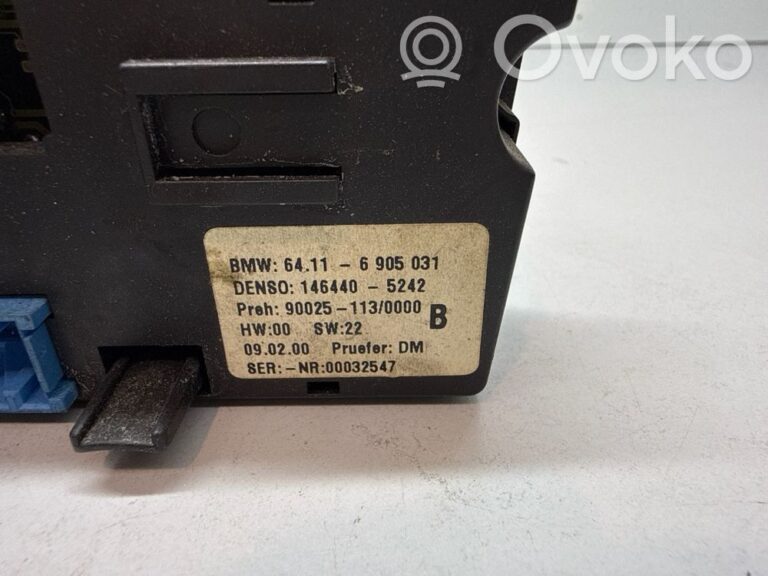 Ovoko
BMW: 64.11 - 6 905 031
DENSO: 146440 - 5242
Preh: 90025-113/0000 B
HW:00 SW:22
09.02.00 Pruefer: DM
SER:-NR:00032547